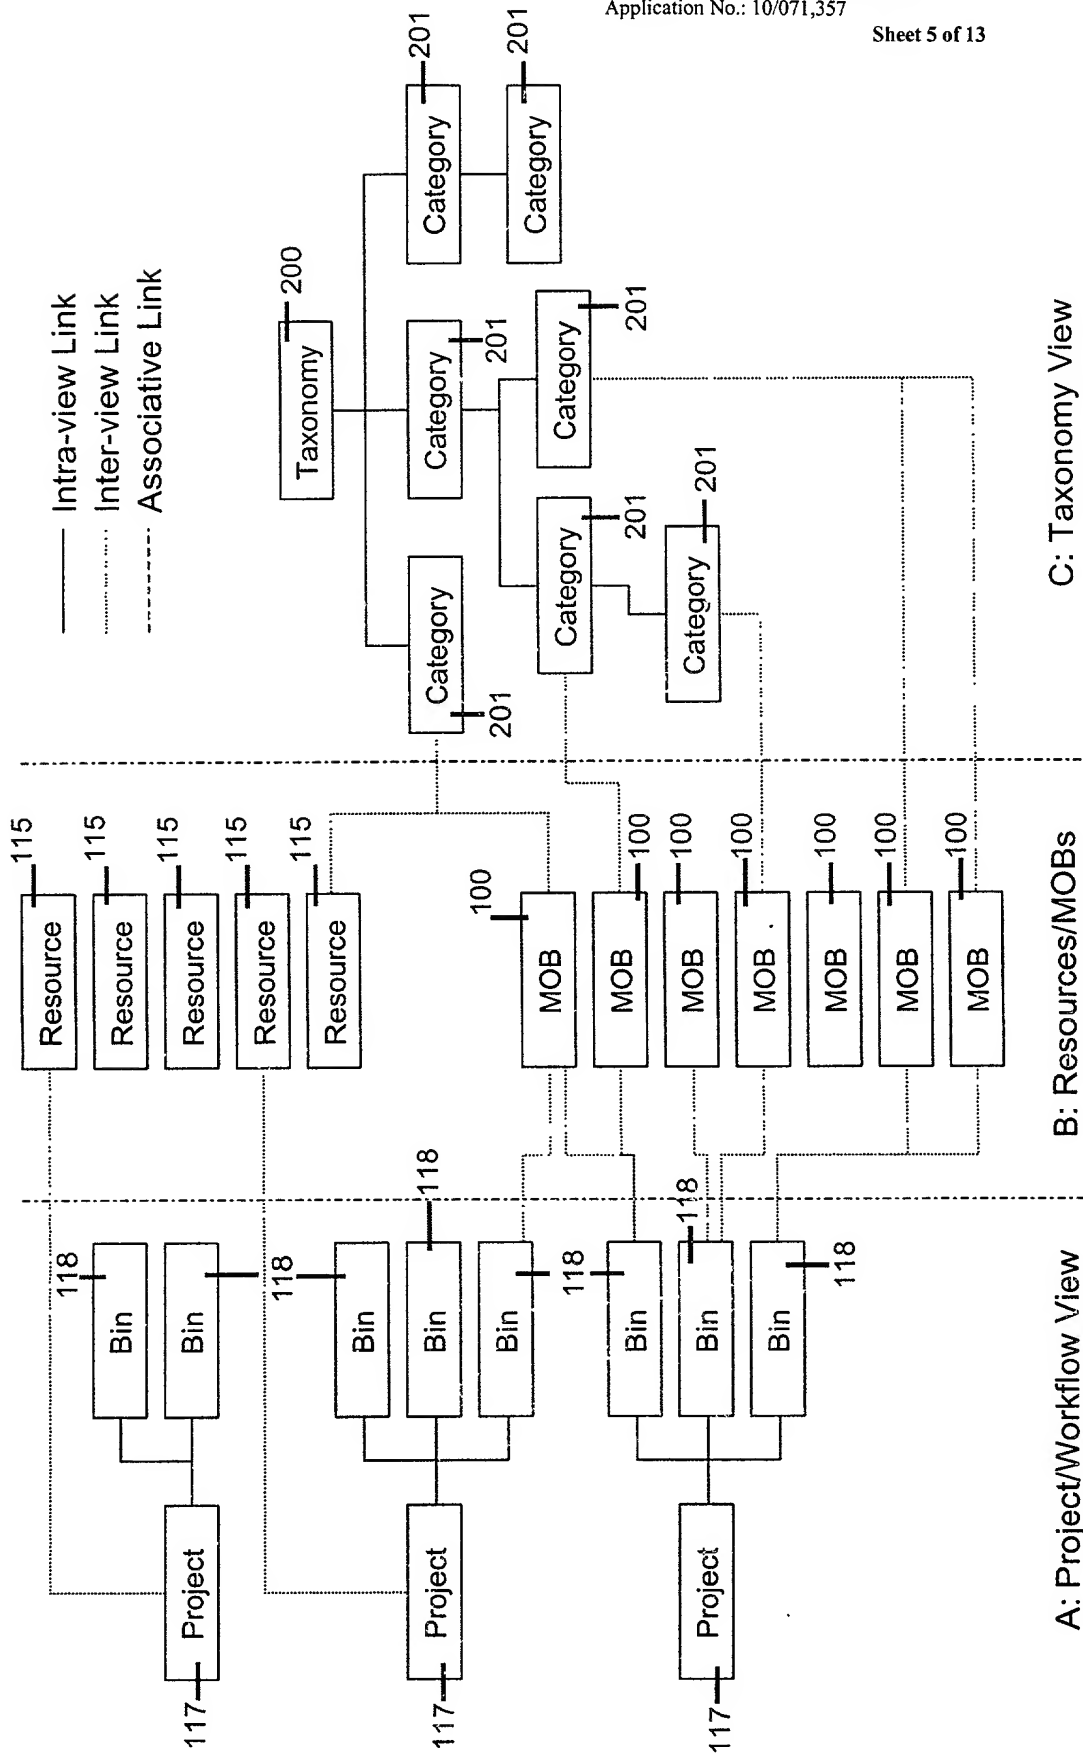 Application No.: 10/071,357
Sheet 5 of 13
Intra-view Link
Inter-view Link
Associative Link
Taxonomy
200
Category
201
Category
201
Category
201
Category
201
Category
201
Category
201
Category
201
C: Taxonomy View
Resource
115
Resource
115
Resource
115
Resource
115
Resource
115
MOB
100
MOB
100
MOB
100
MOB
100
MOB
100
MOB
100
MOB
100
B: Resources/MOBs
Bin
118
Bin
118
Bin
118
Bin
118
Bin
118
Bin
Bin
118
Bin
118
Project
117
Project
117
Project
117
A: Project/Workflow View